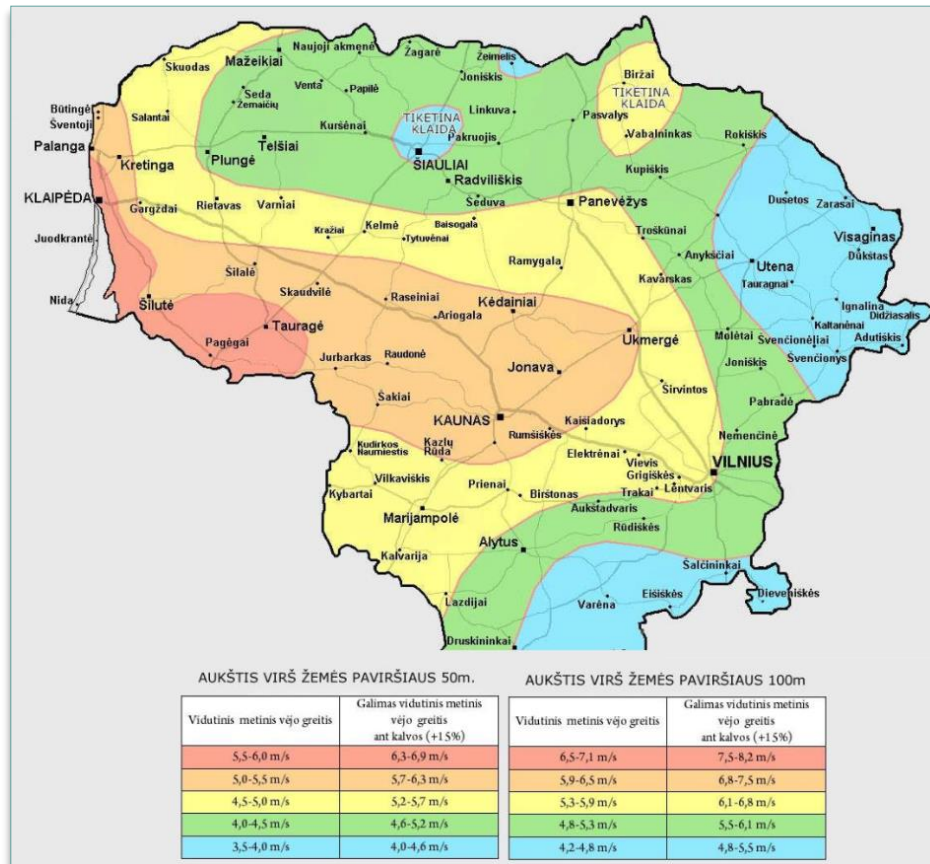 Naujoji akmenė
Žagarė
Žeimelis
Skuodas
Mažeikiai
Joniškis
Biržai
Seda
Venta
Papilė
TIKĖTINA
KLAIDA
Būtingė
Žemaičių
Linkuva
Šventoji
Salantai
TIKĖTINA
KLAIDA
Pasvalys
Kuršėnai
Vabalninkas
Rokiškis
Palanga
Telšiai
Pakruojis
Kretinga
Plungė
ŠIAULIAI
Radviliškis
Kupiškis
KLAIPĖDA
Gargždai
Rietavas
Varniai
Šeduva
Panevėžys
Dusetos
Zarasai
Baisogala
Kelmė
Kražiai
Tytuvėnai
Troškūnai
Visaginas
Juodkrantė
Dūkštas
Anykščiai
Šilalė
Ramygala
Utena
Kavarskas
Tauragnai
Skaudvilė
Raseiniai
Nida
Šilutė
Kėdainiai
Ignalina
Ariogala
Didžiasalis
Tauragė
Kaltanėnai
Ukmergė
Molėtai
Švenčionėliai
Adutiškis
Pagėgai
Raudonė
Švenčionys
Jurbarkas
Jonava
Joniškis
Širvintos
Šakiai
Pabradė
KAUNAS
Kaišiadorys
Rumšiškės
Nemenčinė
Kudirkos
Naumiestis
Kazlų
Rūda
Elektrėnai
Vievis
VILNIUS
Grigiškės
Vilkaviškis
Prienai
Kybartai
Birštonas
Trakai
Lentvaris
Marijampolė
Aukštadvaris
Rūdiškės
Alytus
Kalvarija
Šalčininkai
Lazdijai
Varėna
Eišiškės
Dieveniškės
Druskininkai
AUKŠTIS VIRŠ ŽEMĖS PAVIRŠIAUS 50m.
Vidutinis metinis vėjo greitis
Galimas vidutinis metinis
vėjo greitis
ant kalvos (+15%)
5,5-6,0 m/s
6,3-6,9 m/s
5,0-5,5 m/s
5,7-6,3 m/s
4,5-5,0 m/s
5,2-5,7 m/s
4,0-4,5 m/s
4,6-5,2 m/s
3,5-4,0 m/s
4,0-4,6 m/s
AUKŠTIS VIRŠ ŽEMĖS PAVIRŠIAUS 100m
Vidutinis metinis vėjo greitis
Galimas vidutinis metinis
vėjo greitis
ant kalvos (+15%)
6,5-7,1 m/s
7,5-8,2 m/s
5,9-6,5 m/s
6,8-7,5 m/s
5,3-5,9 m/s
6,1-6,8 m/s
4,8-5,3 m/s
5,5-6,1 m/s
4,2-4,8 m/s
4,8-5,5 m/s